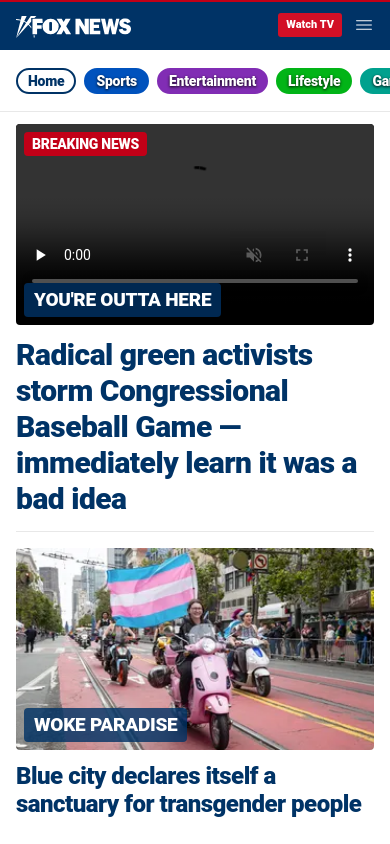 FOX NEWS
Watch TV
Home
Sports
Entertainment
Lifestyle
BREAKING NEWS
0:00
YOU'RE OUTTA HERE
Radical green activists
storm Congressional
Baseball Game —
immediately learn it was a
bad idea
WOKE PARADISE
Blue city declares itself a
sanctuary for transgender people